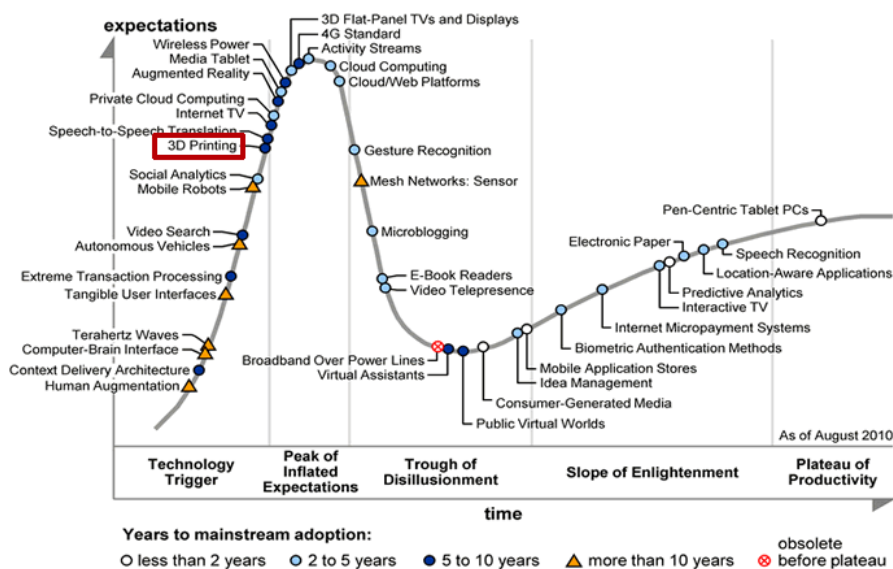 expectations
3D Flat-Panel TVs and Displays
4G Standard
Activity Streams
Wireless Power
Media Tablet
Augmented Reality
Cloud Computing
Cloud/Web Platforms
Private Cloud Computing
Internet TV
Speech-to-Speech Translation
3D Printing
Gesture Recognition
Social Analytics
Mobile Robots
Mesh Networks: Sensor
Video Search
Autonomous Vehicles
Microblogging
Extreme Transaction Processing
Tangible User Interfaces
E-Book Readers
Video Telepresence
Terahertz Waves
Computer-Brain Interface
Context Delivery Architecture
Human Augmentation
Broadband Over Power Lines
Virtual Assistants
Public Virtual Worlds
Consumer-Generated Media
Idea Management
Mobile Application Stores
Biometric Authentication Methods
Internet Micropayment Systems
Interactive TV
Predictive Analytics
Electronic Paper
Location-Aware Applications
Speech Recognition
Pen-Centric Tablet PCs
As of August 2010
Technology
Trigger
Peak of
Inflated
Expectations
Trough of
Disillusionment
Slope of Enlightenment
Plateau of
Productivity
time
Years to mainstream adoption:
less than 2 years
2 to 5 years
5 to 10 years
more than 10 years
obsolete
before plateau